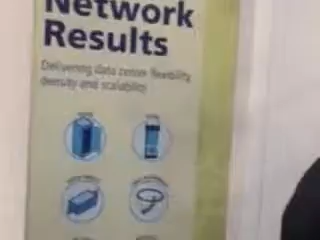 Network
Results
Delivering data center flexibility,
density and scalability